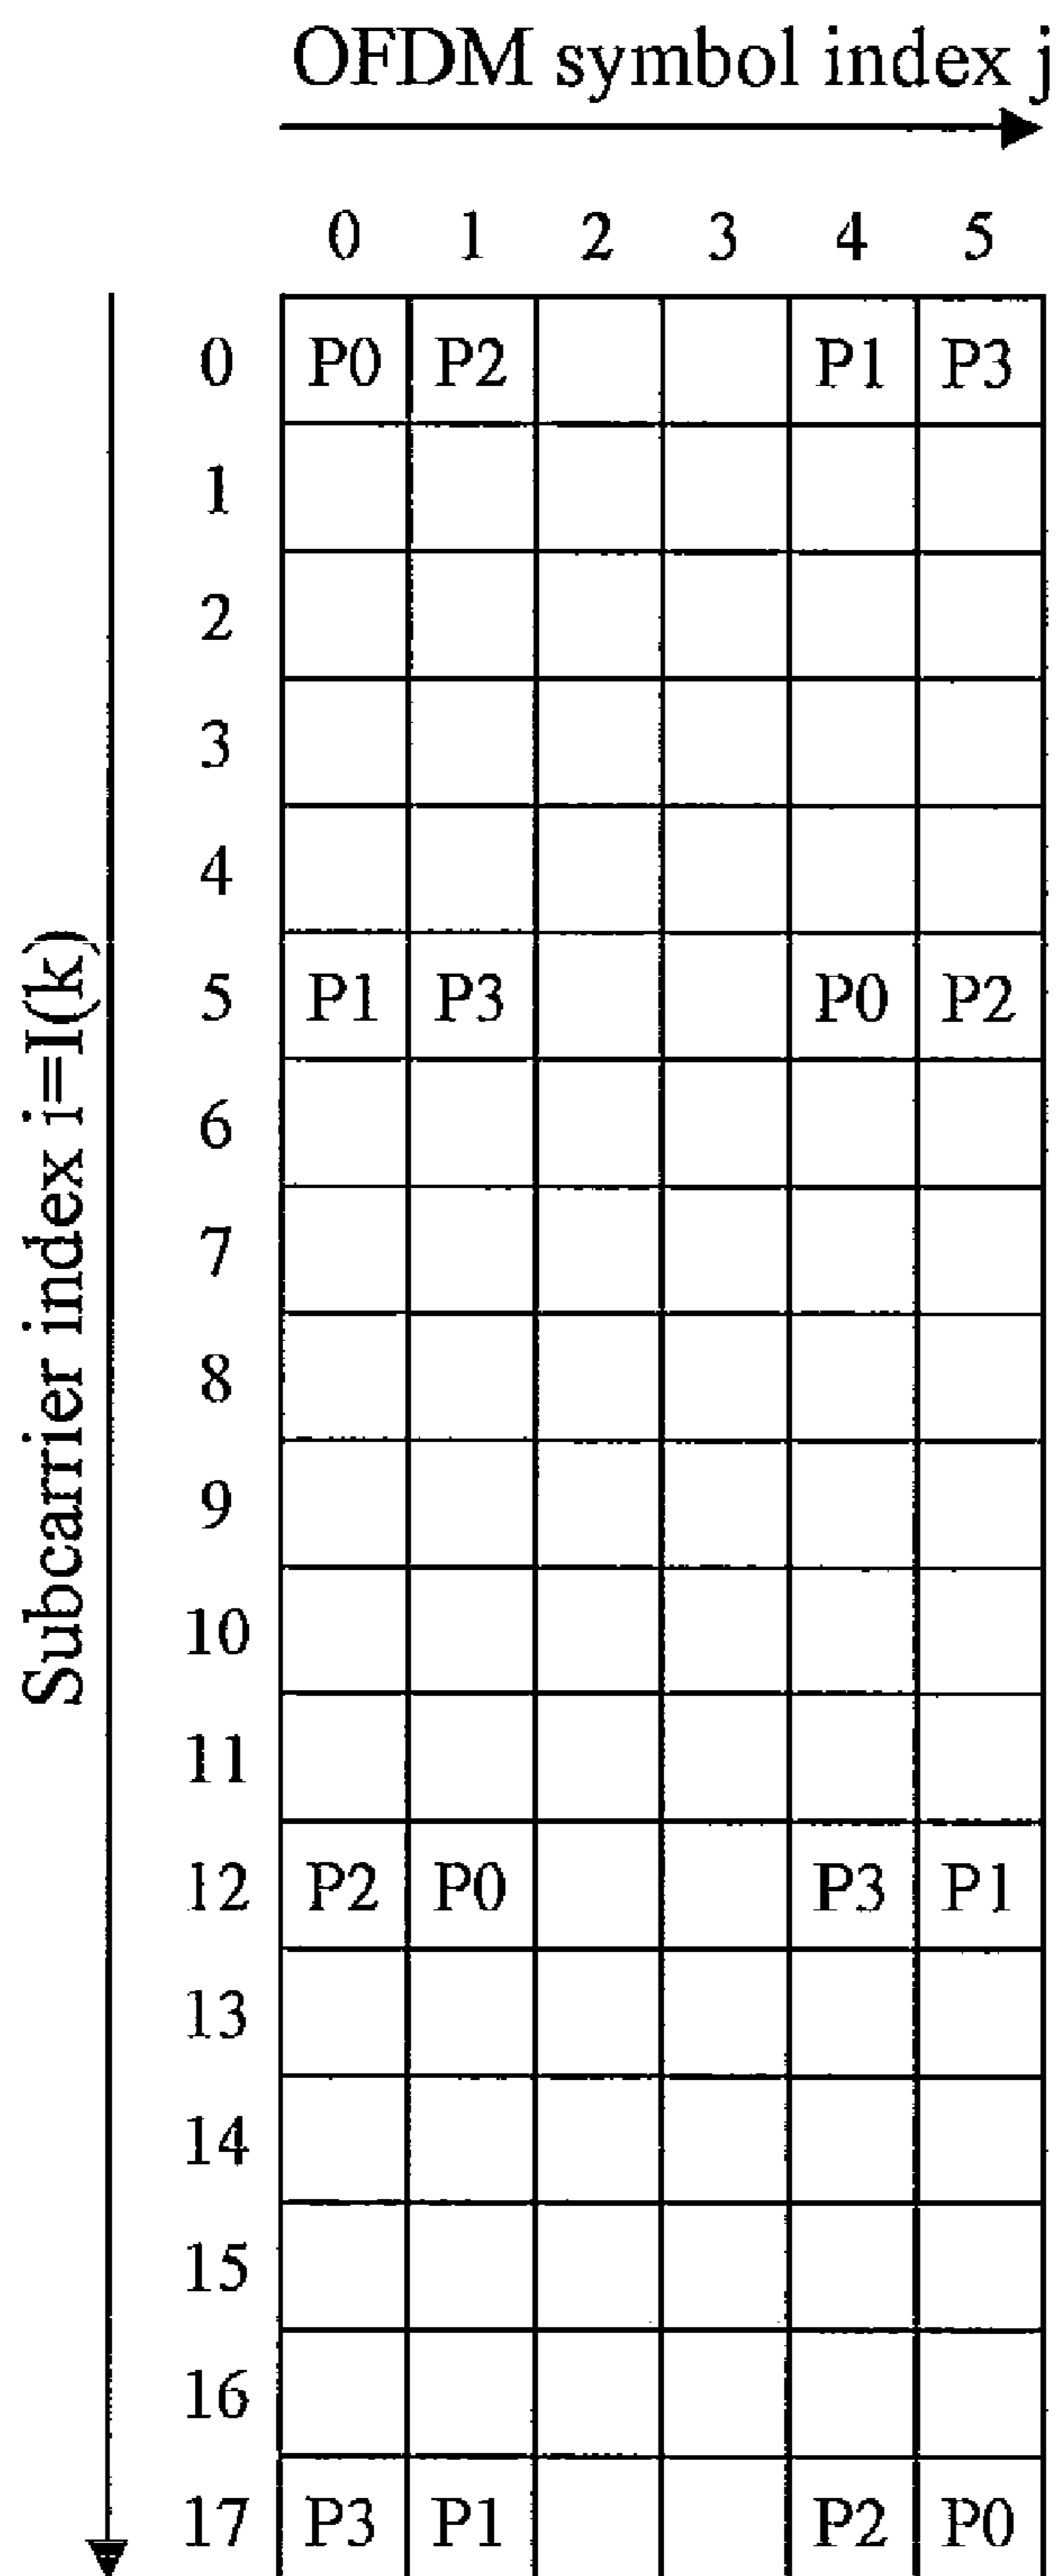 OFDM symbol index j
0 1 2 3 4 5
Subcarrier index i=I(k)
0 P0 P2 P1 P3
1
2
3
4
5 P1 P3 P0 P2
6
7
8
9
10
11
12 P2 P0 P3 P1
13
14
15
16
17 P3 P1 P2 P0